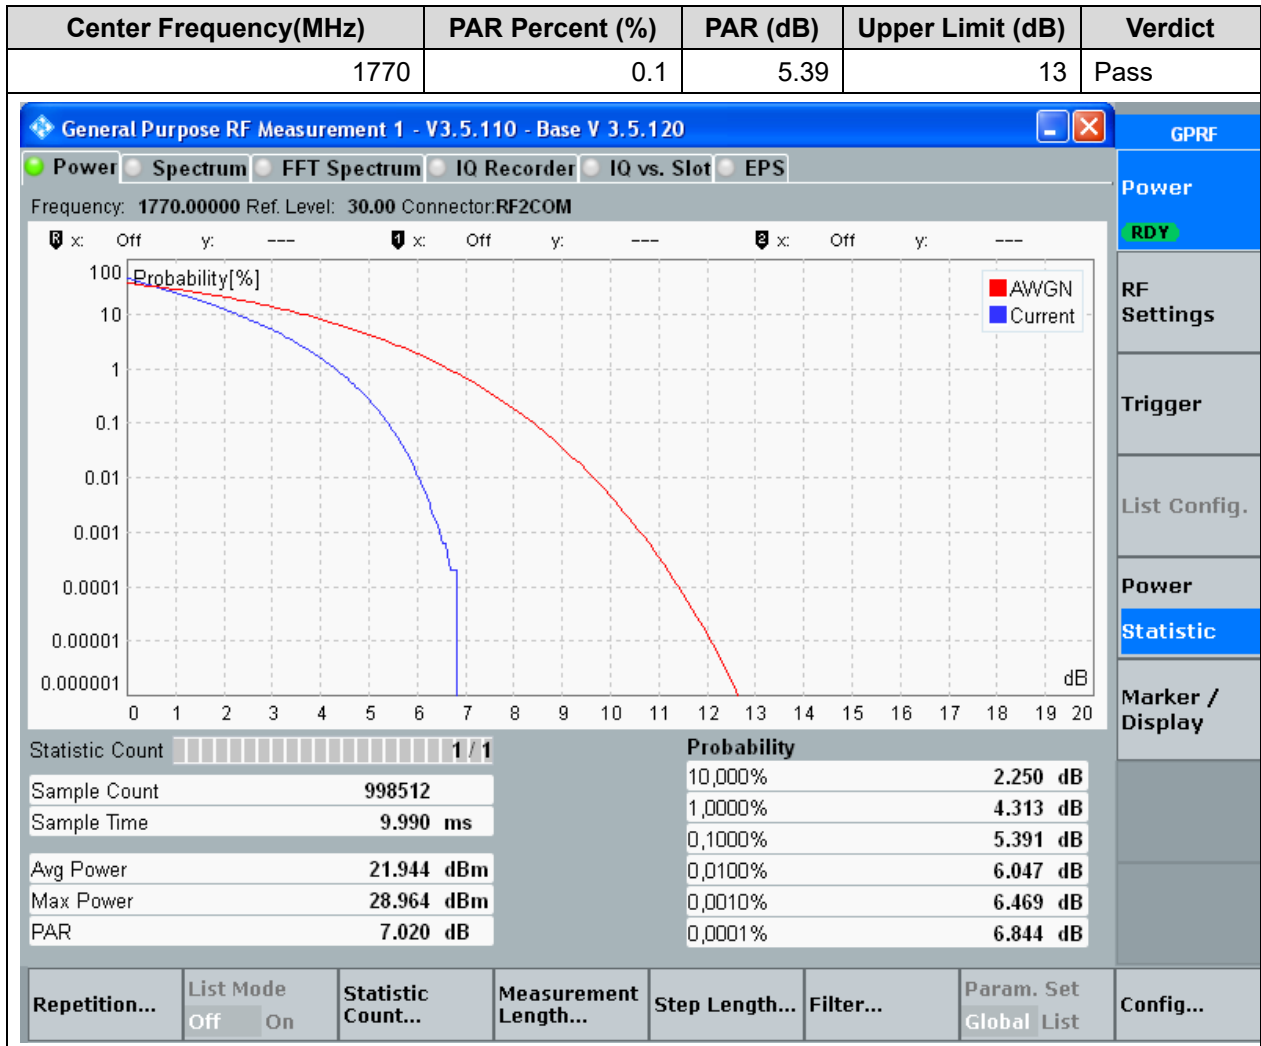 Center Frequency(MHz) PAR Percent (%) PAR (dB) Upper Limit (dB) Verdict
1770 0.1 5.39 13 Pass
General Purpose RF Measurement 1 - V3.5.110 - Base V 3.5.120
GPRF
Power Spectrum FFT Spectrum IQ Recorder IQ vs. Slot EPS
Power
RDY
Frequency: 1770.00000 Ref. Level: 30.00 Connector:RF2COM
R x: Off y: --- 1 x: Off y: --- 2 x: Off y: ---
Probability[%]
AWGN
Current
100
10
1
0.1
0.01
0.001
0.0001
0.00001
0.000001
dB
0 1 2 3 4 5 6 7 8 9 10 11 12 13 14 15 16 17 18 19 20
RF
Settings
Trigger
List Config.
Power
Statistic
Marker /
Display
Statistic Count 1 / 1
Sample Count 998512
Sample Time 9.990 ms
Avg Power 21.944 dBm
Max Power 28.964 dBm
PAR 7.020 dB
Probability
10,000% 2.250 dB
1,0000% 4.313 dB
0,1000% 5.391 dB
0,0100% 6.047 dB
0,0010% 6.469 dB
0,0001% 6.844 dB
Repetition...
List Mode
Off On
Statistic
Count...
Measurement
Length...
Step Length...
Filter...
Param. Set
Global List
Config...